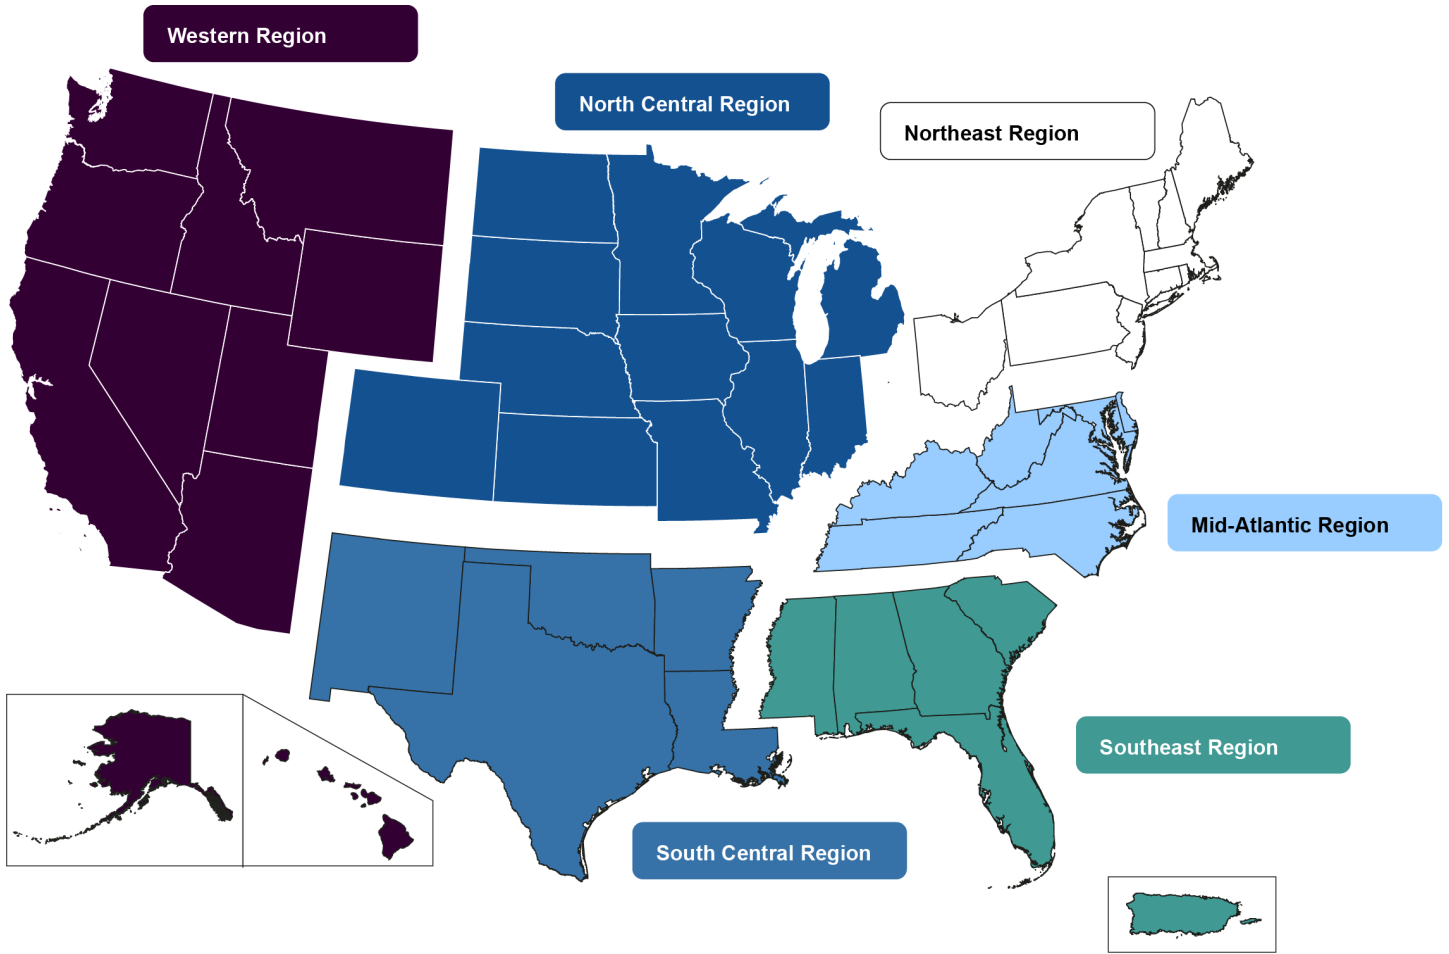 Western Region
North Central Region
Northeast Region
Mid-Atlantic Region
Southeast Region
South Central Region